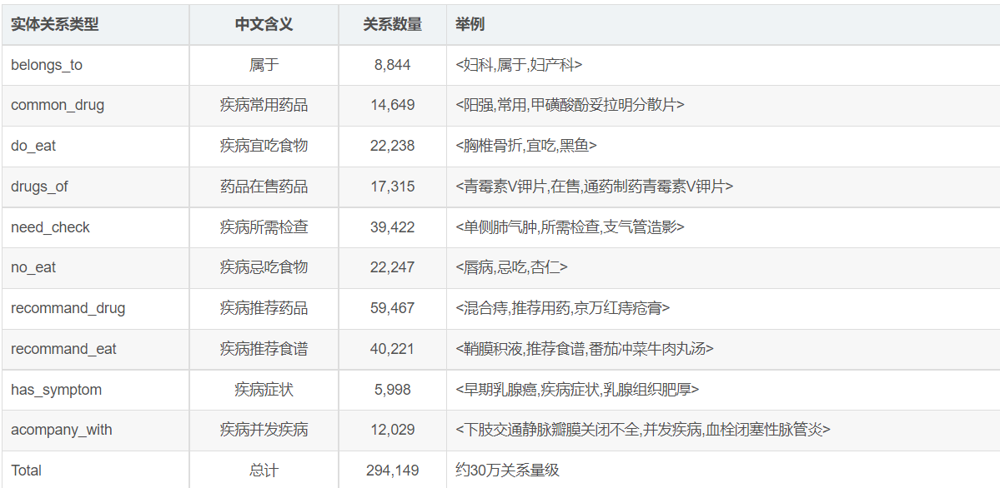 实体关系类型 中文含义 关系数量 举例
belongs_to 属于 8,844 <妇科,属于,妇产科>
common_drug 疾病常用药品 14,649 <阳强,常用,甲磺酸酚妥拉明分散片>
do_eat 疾病宜吃食物 22,238 <胸椎骨折,宜吃,黑鱼>
drugs_of 药品在售药品 17,315 <青霉素V钾片,在售,通药制药青霉素V钾片>
need_check 疾病所需检查 39,422 <单侧肺气肿,所需检查,支气管造影>
no_eat 疾病忌吃食物 22,247 <唇病,忌吃,杏仁>
recommand_drug 疾病推荐药品 59,467 <混合痔,推荐用药,京万红痔疮膏>
recommand_eat 疾病推荐食谱 40,221 <鞘膜积液,推荐食谱,番茄冲菜牛肉丸汤>
has_symptom 疾病症状 5,998 <早期乳腺癌,疾病症状,乳腺组织肥厚>
acompany_with 疾病并发疾病 12,029 <下肢交通静脉瓣膜关闭不全,并发疾病,血栓闭塞性脉管炎>
Total 总计 294,149 约30万关系量级